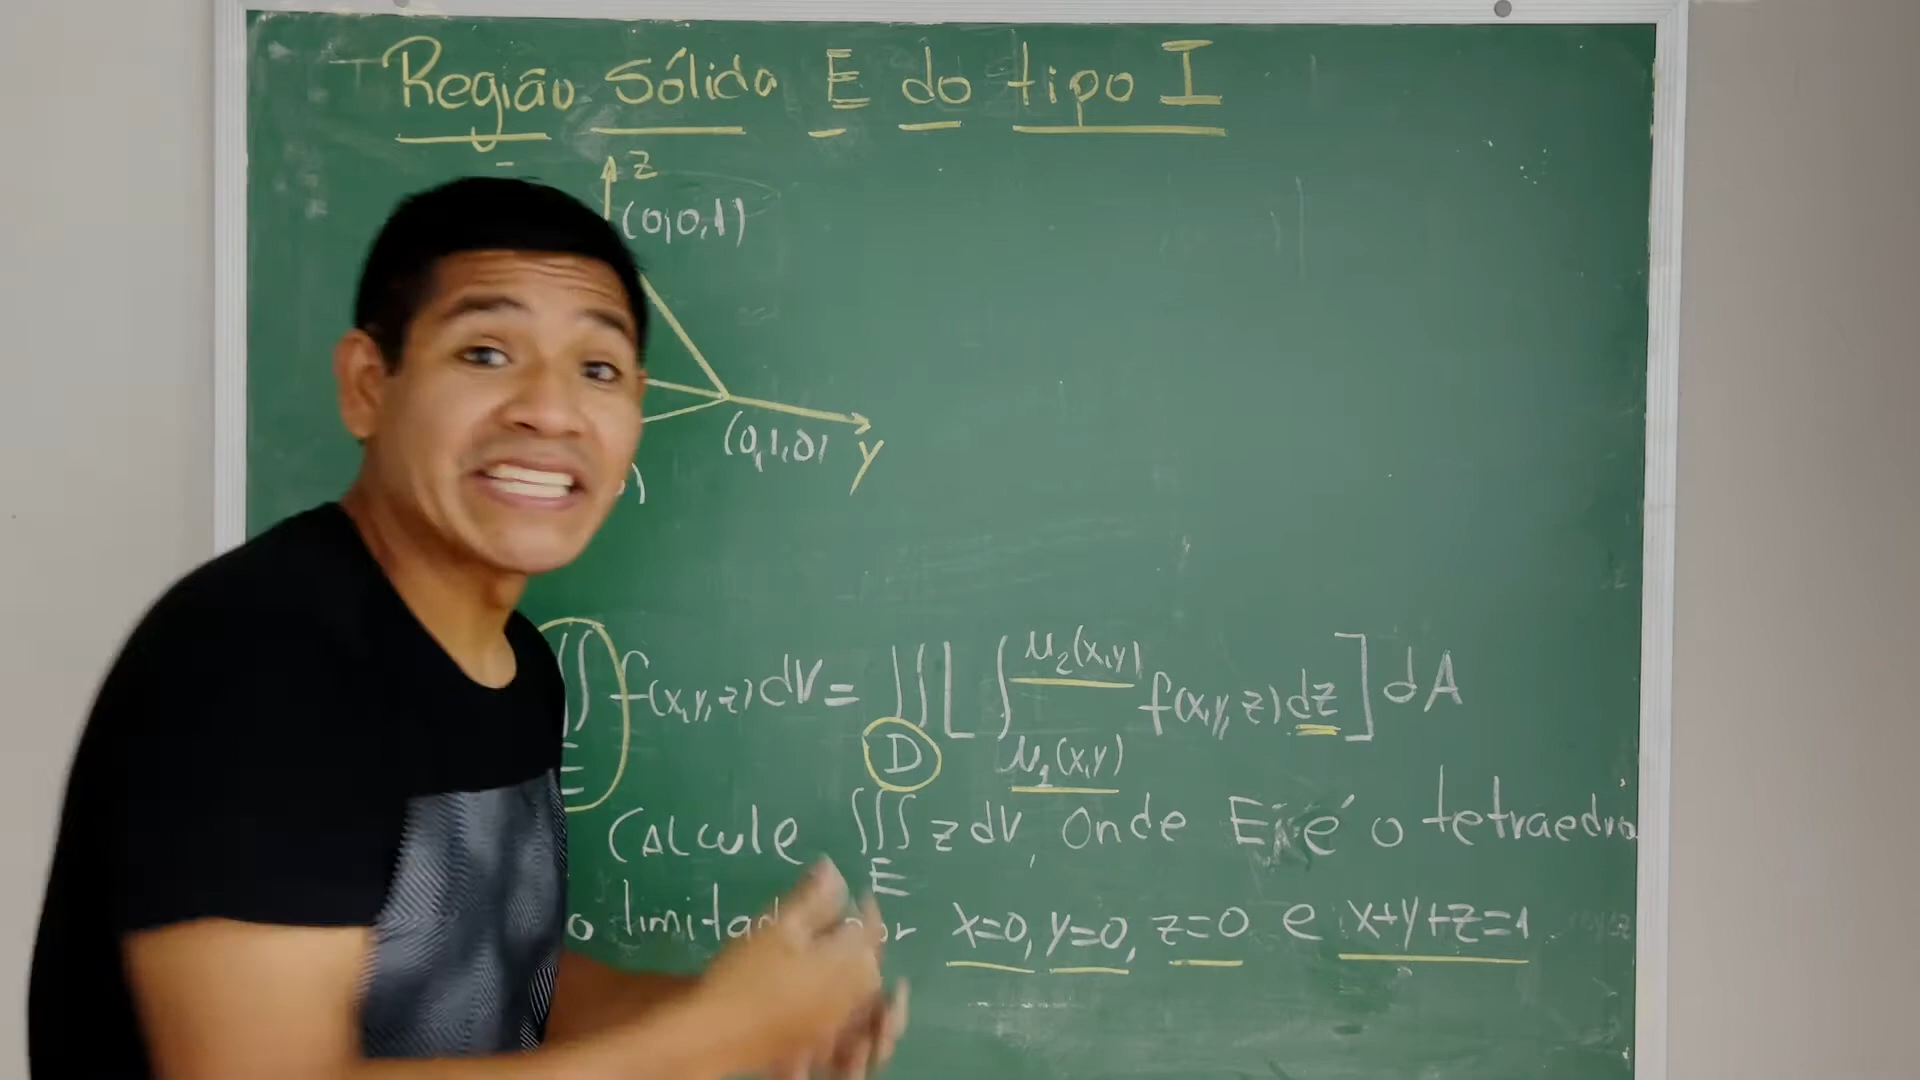 Região Sólida E do tipo I
z
(0,0,1)
(0,1,0)
y
∬ f(x,y,z) dV = ∬ [ ∫ f(x,y,z) dz ] dA
u₂(x,y)
E D u₁(x,y)
Calcule ∭ z dV, onde E é o tetraedro
E
o limitado por x=0, y=0, z=0 e x+y+z=1